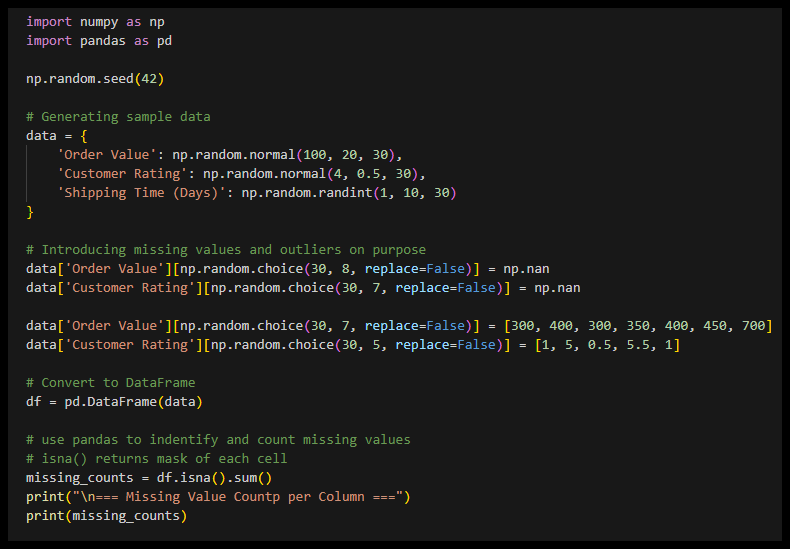 import numpy as np
import pandas as pd
np.random.seed(42)
# Generating sample data
data = {
    'Order Value': np.random.normal(100, 20, 30),
    'Customer Rating': np.random.normal(4, 0.5, 30),
    'Shipping Time (Days)': np.random.randint(1, 10, 30)
}
# Introducing missing values and outliers on purpose
data['Order Value'][np.random.choice(30, 8, replace=False)] = np.nan
data['Customer Rating'][np.random.choice(30, 7, replace=False)] = np.nan
data['Order Value'][np.random.choice(30, 7, replace=False)] = [300, 400, 300, 350, 400, 450, 700]
data['Customer Rating'][np.random.choice(30, 5, replace=False)] = [1, 5, 0.5, 5.5, 1]
# Convert to DataFrame
df = pd.DataFrame(data)
# use pandas to indentify and count missing values
# isna() returns mask of each cell
missing_counts = df.isna().sum()
print("\n=== Missing Value Countp per Column ===")
print(missing_counts)